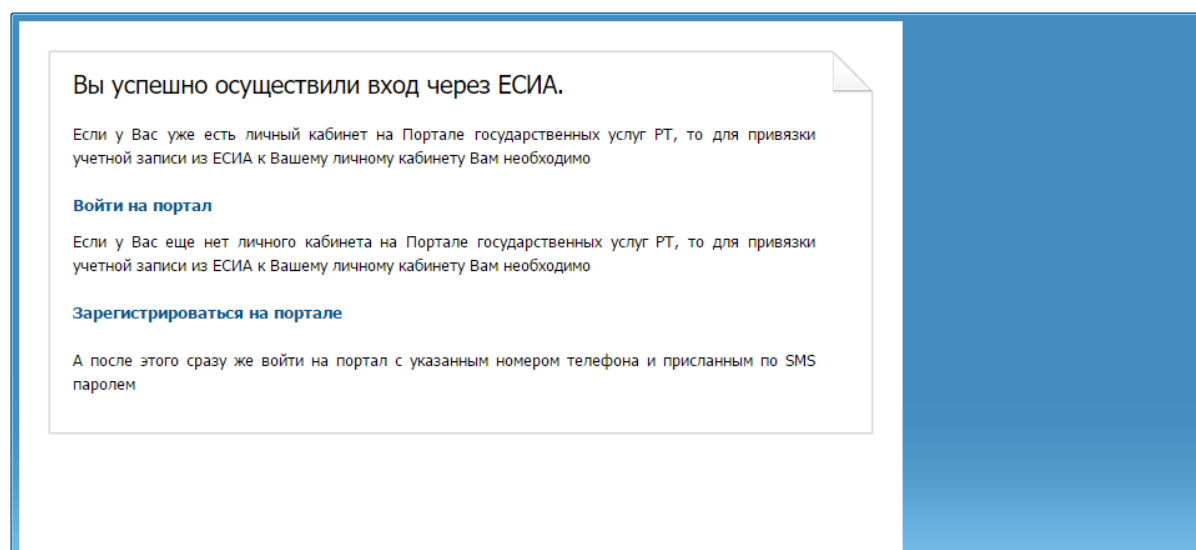 Вы успешно осуществили вход через ЕСИА.
Если у Вас уже есть личный кабинет на Портале государственных услуг РТ, то для привязки
учетной записи из ЕСИА к Вашему личному кабинету Вам необходимо
Войти на портал
Если у Вас еще нет личного кабинета на Портале государственных услуг РТ, то для привязки
учетной записи из ЕСИА к Вашему личному кабинету Вам необходимо
Зарегистрироваться на портале
А после этого сразу же войти на портал с указанным номером телефона и присланным по SMS
паролем